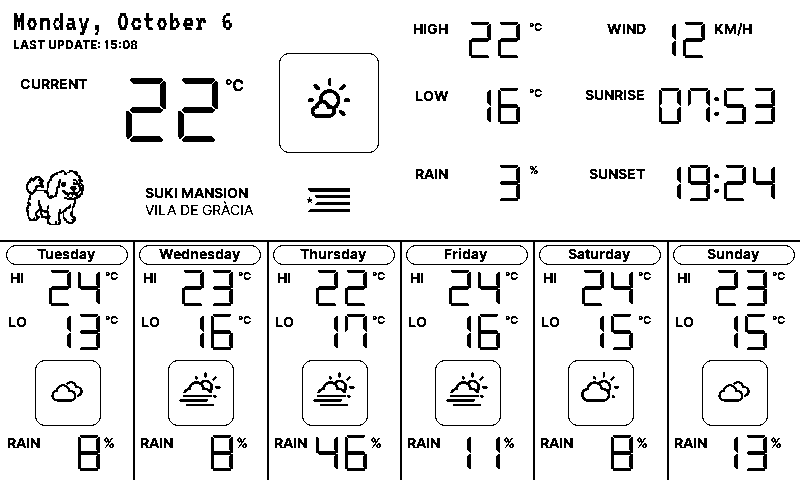 Monday, October 6
LAST UPDATE: 15:08
CURRENT 22 °C
HIGH 22 °C
WIND 12 KM/H
LOW 16 °C
SUNRISE 07:53
RAIN 3 %
SUNSET 19:24
SUKI MANSION
VILA DE GRÀCIA
Tuesday
HI 24 °C
LO 13 °C
RAIN 8 %
Wednesday
HI 23 °C
LO 16 °C
RAIN 8 %
Thursday
HI 22 °C
LO 17 °C
RAIN 46 %
Friday
HI 24 °C
LO 16 °C
RAIN 11 %
Saturday
HI 24 °C
LO 15 °C
RAIN 8 %
Sunday
HI 23 °C
LO 15 °C
RAIN 13 %